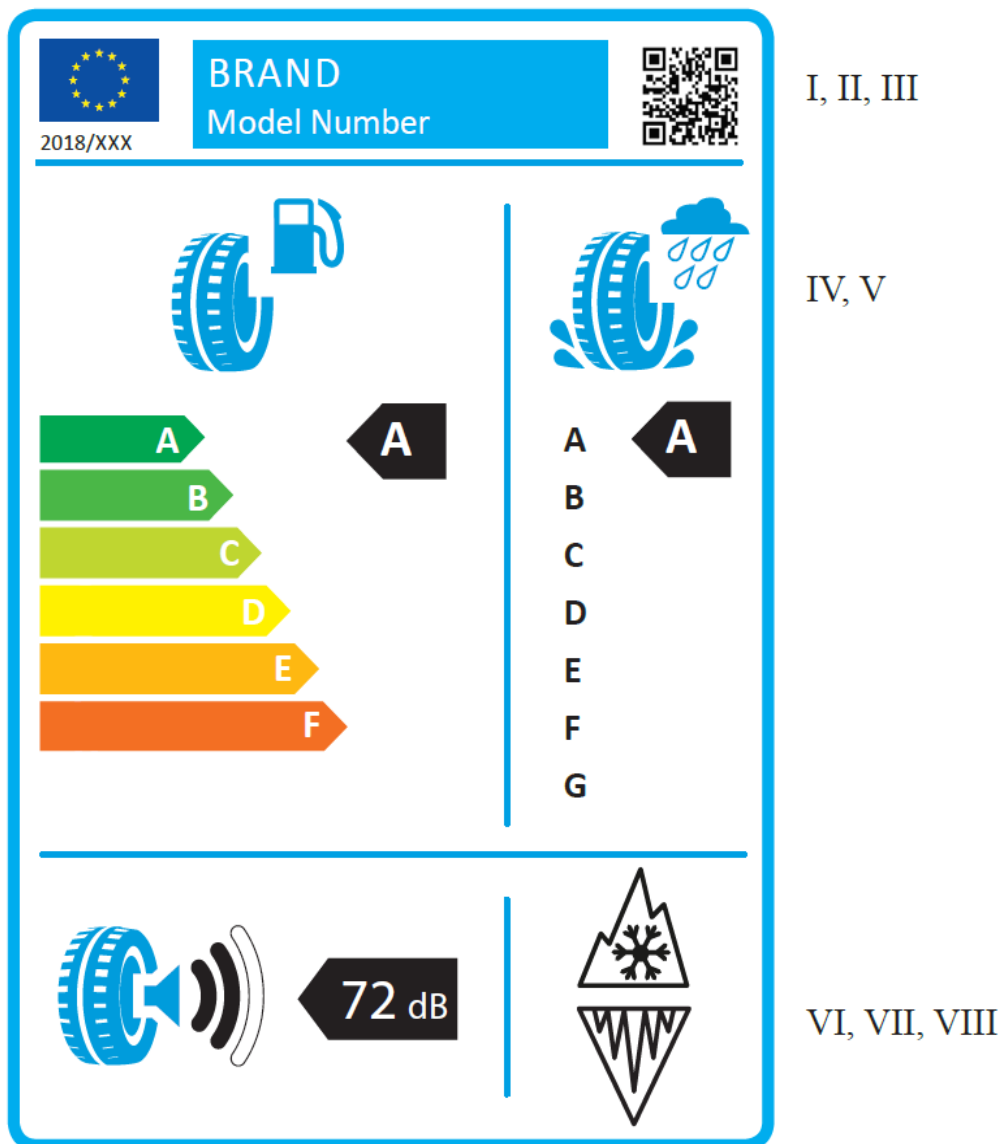 BRAND
Model Number
2018/XXX
I, II, III
IV, V
A
B
C
D
E
F
A
A
B
C
D
E
F
G
A
72 dB
VI, VII, VIII